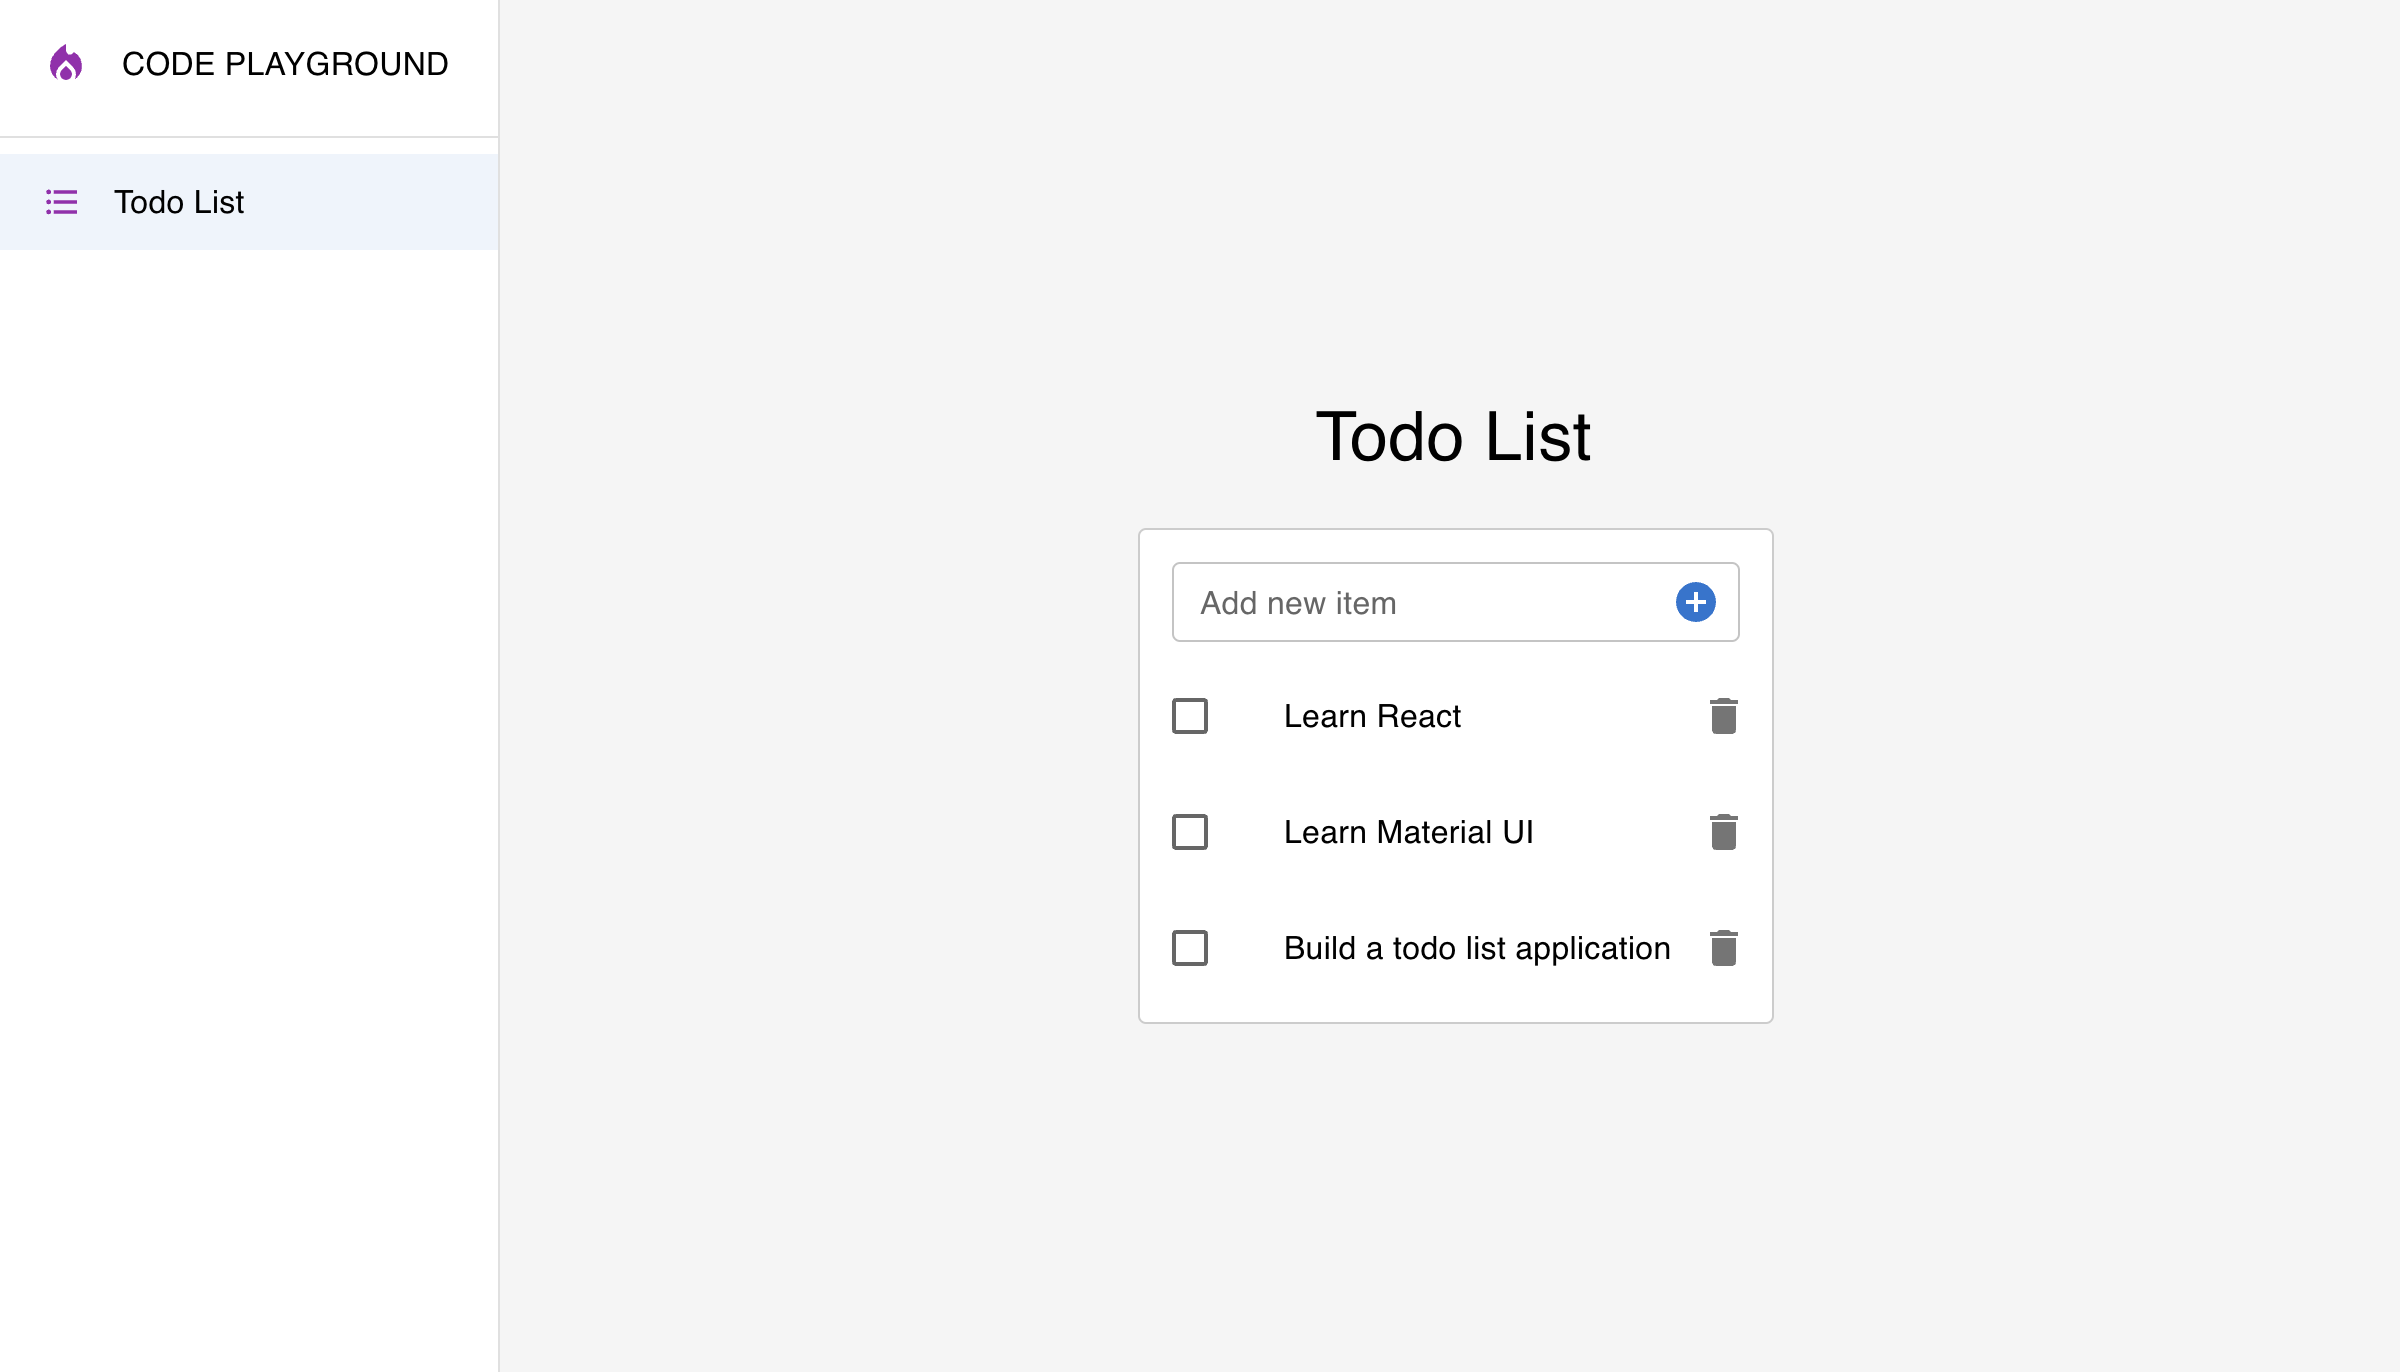 CODE PLAYGROUND
Todo List
Todo List
Add new item
Learn React
Learn Material UI
Build a todo list application